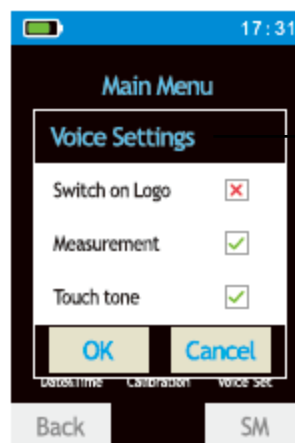 17:31
Main Menu
Voice Settings
Switch on Logo
Measurement
Touch tone
OK Cancel
Date&Time Calibration Voice Set
Back SM